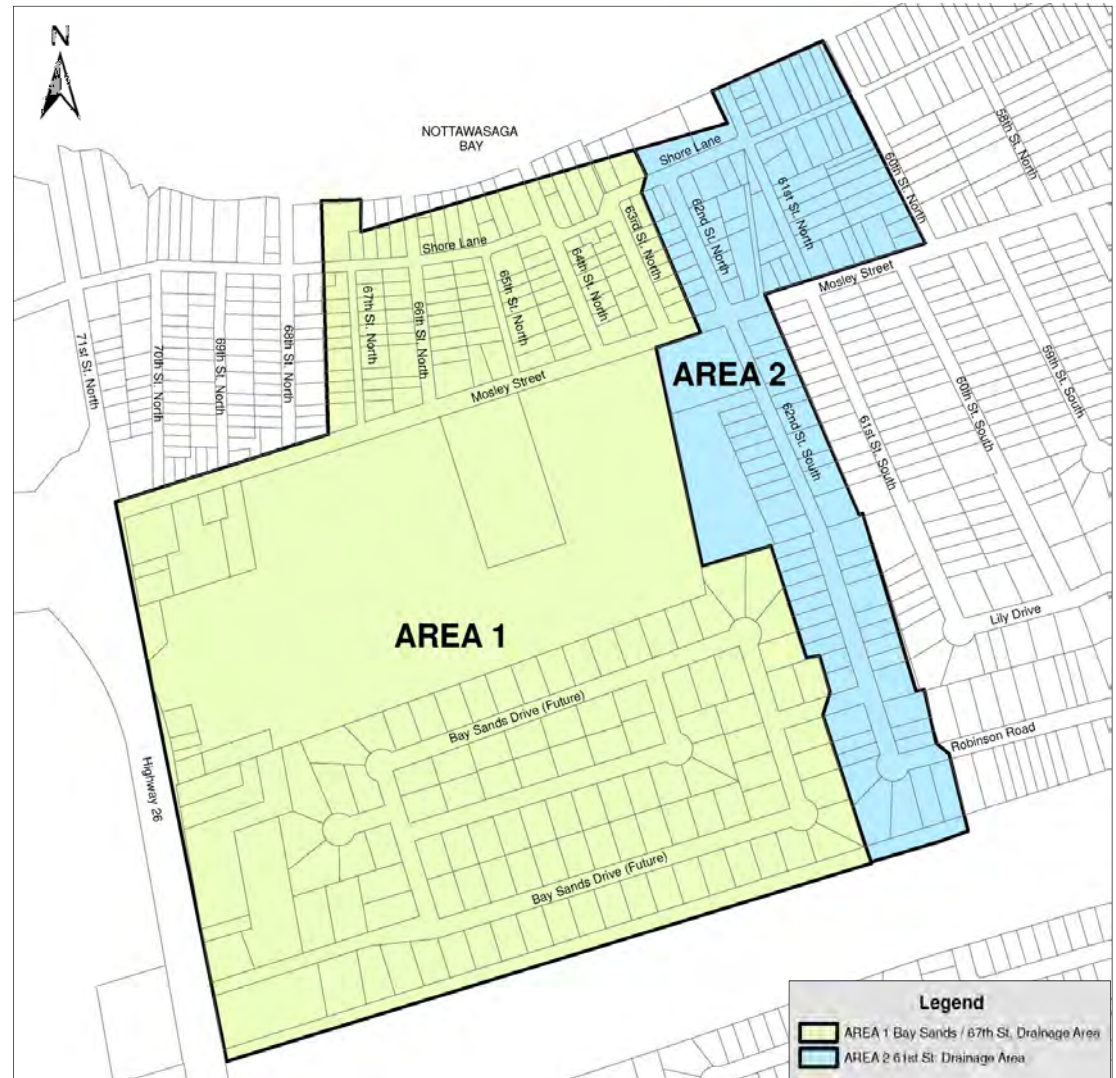 N
NOTTAWASAGA
BAY
Shore Lane
58th St. North
60th St. North
61st St. North
62nd St. North
63rd St. North
64th St. North
65th St. North
66th St. North
67th St. North
68th St. North
69th St. North
70th St. North
71st St. North
Shore Lane
Mosley Street
Mosley Street
AREA 2
59th St. South
60th St. South
61st St. South
62nd St. South
AREA 1
Lily Drive
Robinson Road
Bay Sands Drive (Future)
Bay Sands Drive (Future)
Highway 26
Legend
AREA 1 Bay Sands / 67th St. Drainage Area
AREA 2 61st St. Drainage Area